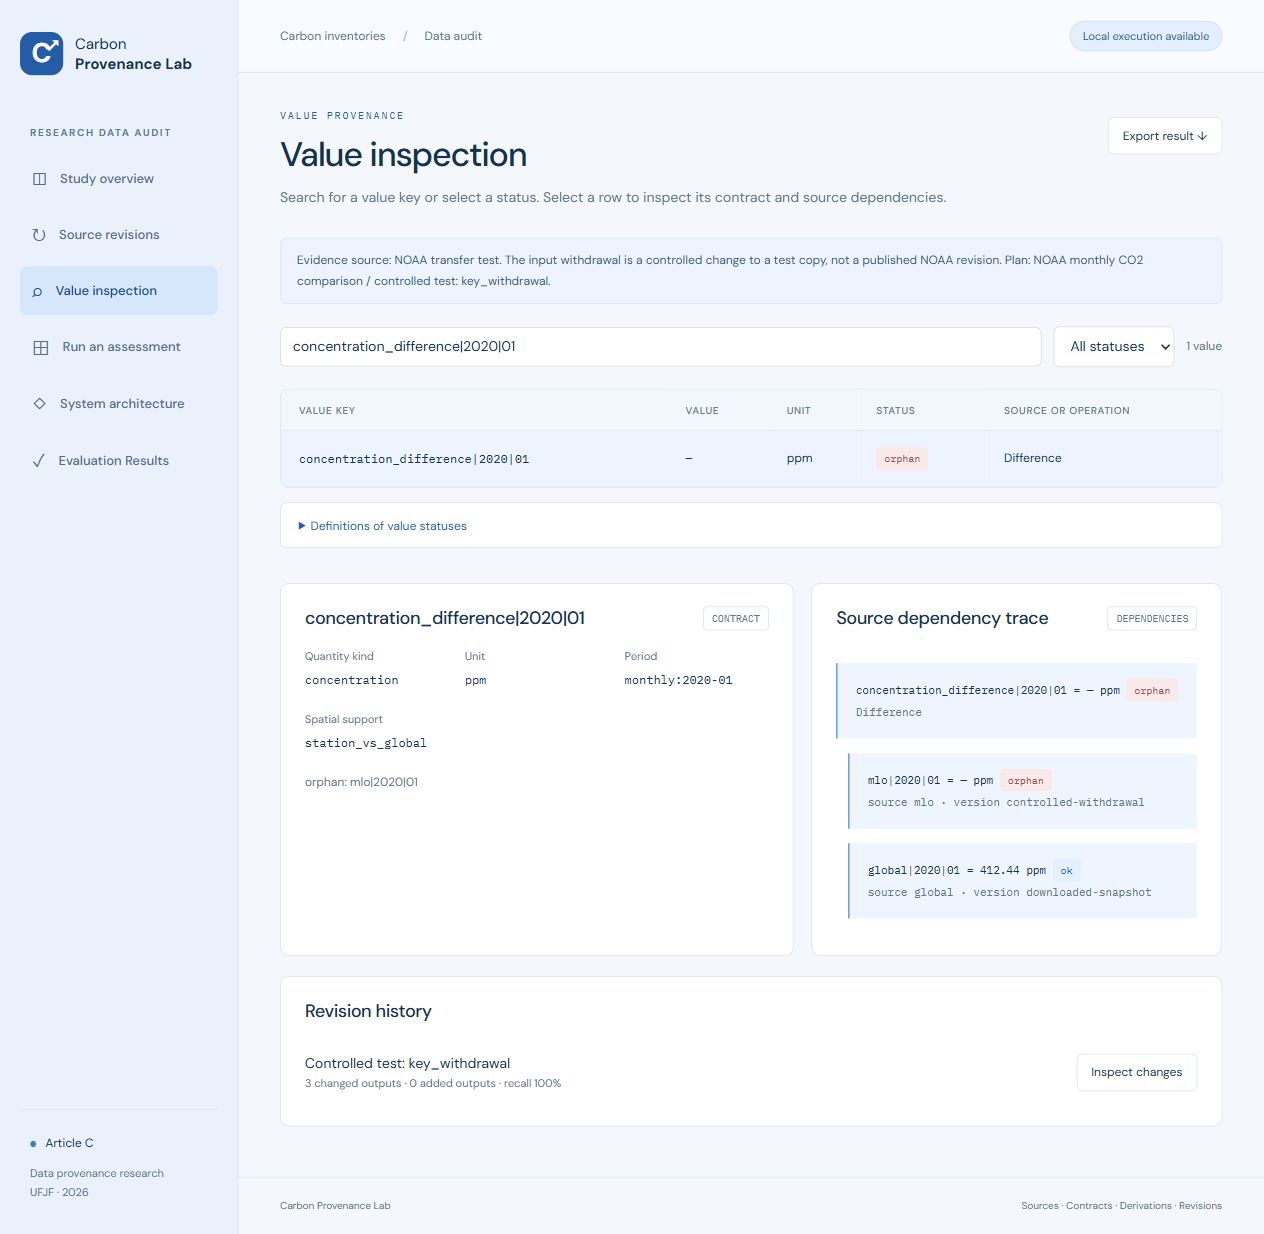 Carbon
Provenance Lab
RESEARCH DATA AUDIT
Study overview
Source revisions
Value inspection
Run an assessment
System architecture
Evaluation Results
Article C
Data provenance research
UFJF · 2026
Carbon inventories / Data audit
Local execution available
VALUE PROVENANCE
Value inspection
Export result ↓
Search for a value key or select a status. Select a row to inspect its contract and source dependencies.
Evidence source: NOAA transfer test. The input withdrawal is a controlled change to a test copy, not a published NOAA revision. Plan: NOAA monthly CO2
comparison / controlled test: key_withdrawal.
concentration_difference|2020|01
All statuses
1 value
VALUE KEY VALUE UNIT STATUS SOURCE OR OPERATION
concentration_difference|2020|01 — ppm orphan Difference
Definitions of value statuses
concentration_difference|2020|01
CONTRACT
Quantity kind Unit Period
concentration ppm monthly:2020-01
Spatial support
station_vs_global
orphan: mlo|2020|01
Source dependency trace
DEPENDENCIES
concentration_difference|2020|01 = — ppm orphan
Difference
mlo|2020|01 = — ppm orphan
source mlo · version controlled-withdrawal
global|2020|01 = 412.44 ppm ok
source global · version downloaded-snapshot
Revision history
Controlled test: key_withdrawal
3 changed outputs · 0 added outputs · recall 100%
Inspect changes
Carbon Provenance Lab
Sources · Contracts · Derivations · Revisions